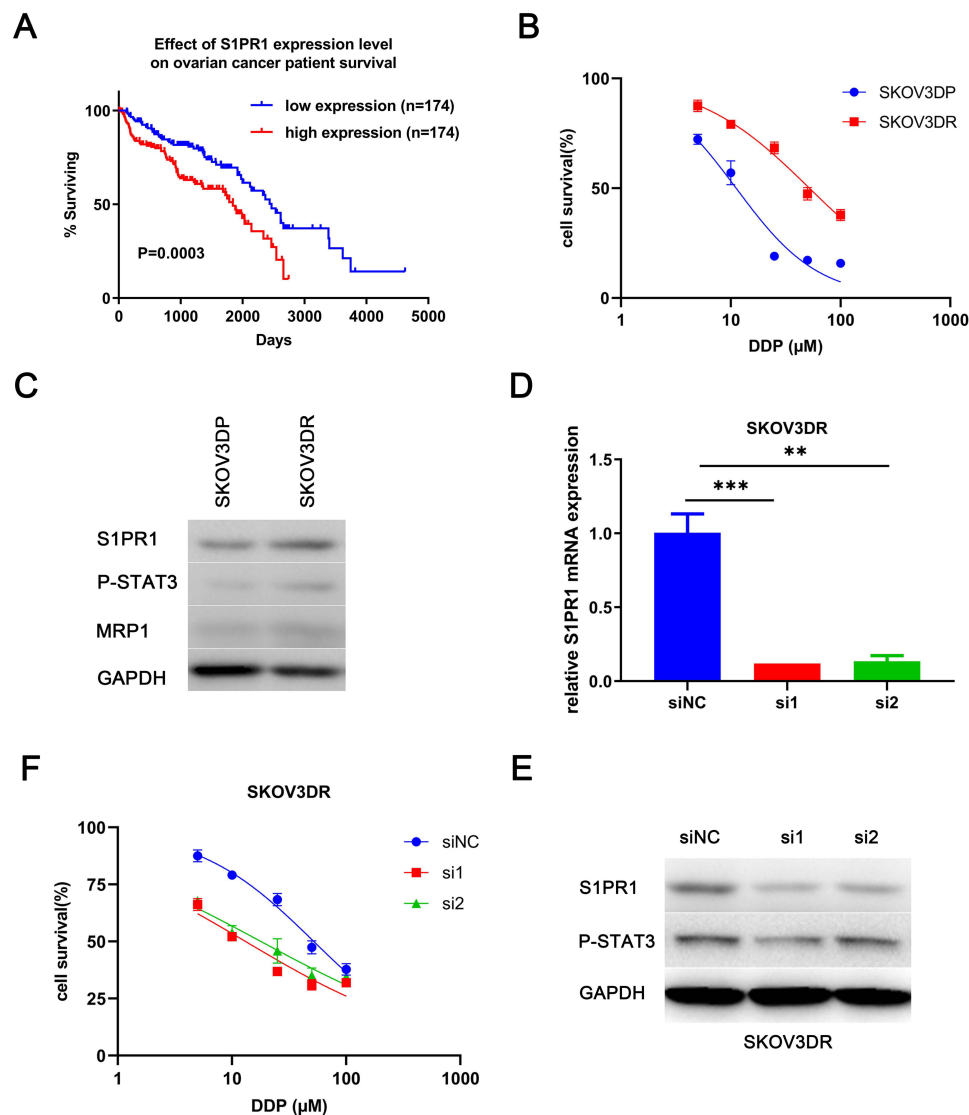 A
Effect of S1PR1 expression level
on ovarian cancer patient survival
low expression (n=174)
high expression (n=174)
% Surviving
100
50
0
P=0.0003
0 1000 2000 3000 4000 5000
Days
B
SKOV3DP
SKOV3DR
cell survival(%)
100
50
0
1 10 100 1000
DDP (μM)
C
SKOV3DP
SKOV3DR
S1PR1
P-STAT3
MRP1
GAPDH
D
SKOV3DR
relative S1PR1 mRNA expression
1.5
1.0
0.5
0.0
**
***
siNC si1 si2
F
SKOV3DR
siNC
si1
si2
cell survival(%)
100
75
50
25
0
1 10 100 1000
DDP (μM)
E
siNC si1 si2
S1PR1
P-STAT3
GAPDH
SKOV3DR